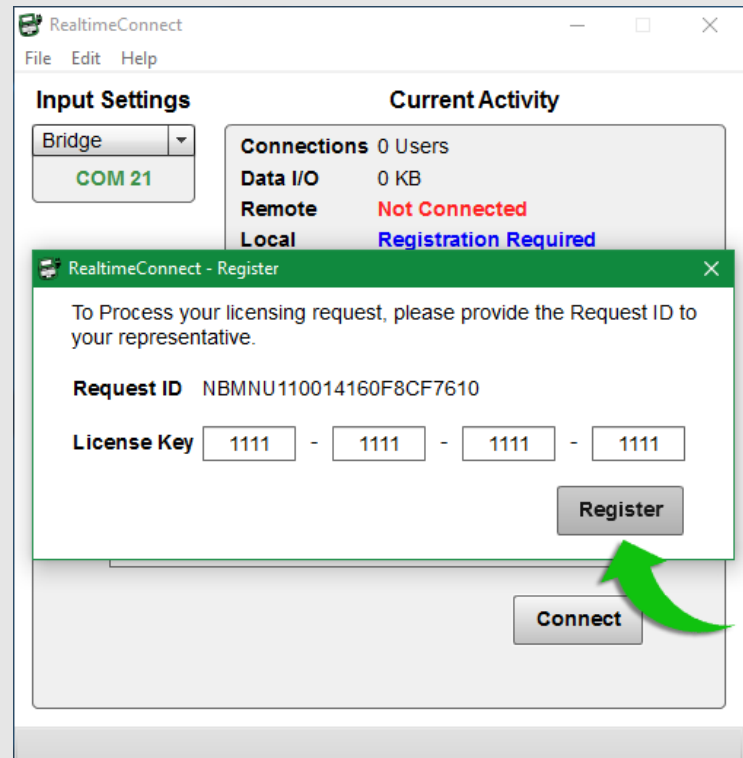 RealtimeConnect
File Edit Help
Input Settings
Current Activity
Bridge
COM 21
Connections 0 Users
Data I/O 0 KB
Remote Not Connected
Local Registration Required
RealtimeConnect - Register
To Process your licensing request, please provide the Request ID to
your representative.
Request ID NBMNU110014160F8CF7610
License Key 1111 - 1111 - 1111 - 1111
Register
Connect